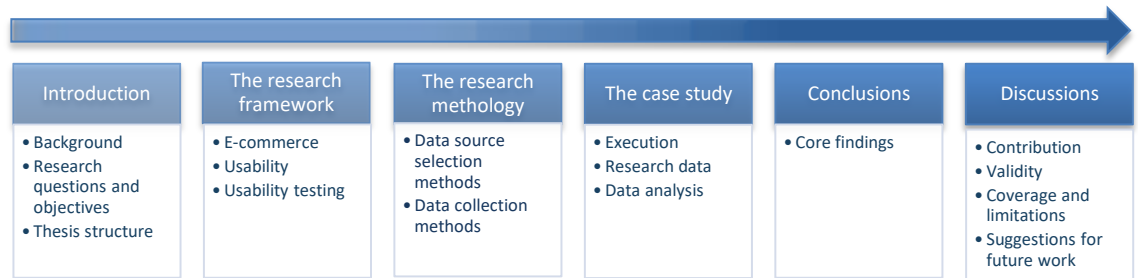 Introduction
• Background
• Research
questions and
objectives
• Thesis structure
The research
framework
• E-commerce
• Usability
• Usability testing
The research
methology
• Data source
selection
methods
• Data collection
methods
The case study
• Execution
• Research data
• Data analysis
Conclusions
• Core findings
Discussions
• Contribution
• Validity
• Coverage and
limitations
• Suggestions for
future work